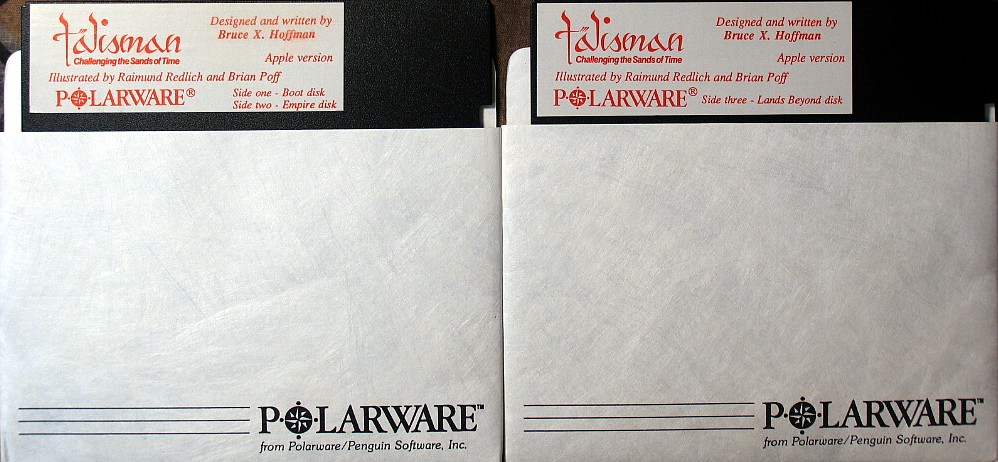 Talisman
Challenging the Sands of Time
Designed and written by
Bruce X. Hoffman
Apple version
Illustrated by Raimund Redlich and Brian Poff
POLARWARE®
Side one - Boot disk
Side two - Empire disk
POLARWARE™
from Polarware/Penguin Software, Inc.
Talisman
Challenging the Sands of Time
Designed and written by
Bruce X. Hoffman
Apple version
Illustrated by Raimund Redlich and Brian Poff
POLARWARE® Side three - Lands Beyond disk
POLARWARE™
from Polarware/Penguin Software, Inc.